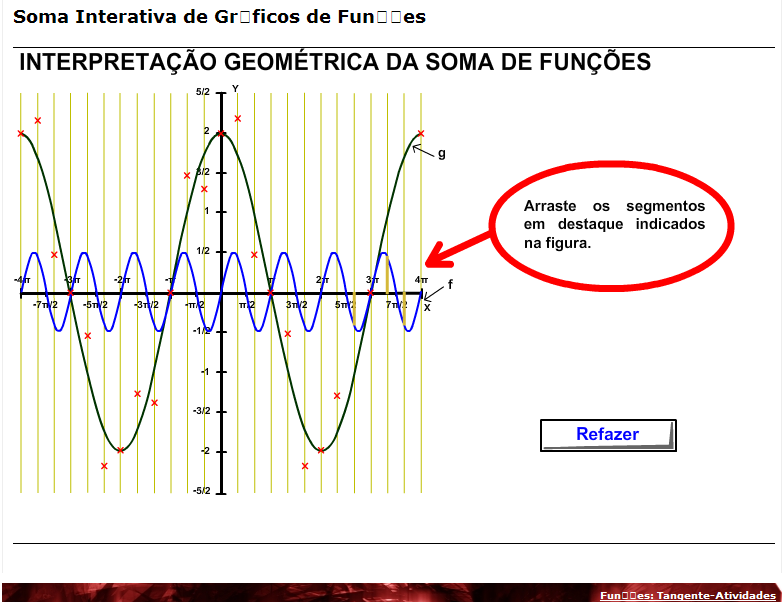 Soma Interativa de Gr□ficos de Fun□□es
INTERPRETAÇÃO GEOMÉTRICA DA SOMA DE FUNÇÕES
5/2 Y
2
g
3/2
Arraste os segmentos
em destaque indicados
na figura.
1
1/2
-4π -3π -2π -π π 2π 3π 4π
f
-7π/2 -5π/2 -3π/2 -π/2 π/2 3π/2 5π/2 7π/2 X
-1/2
-1
-3/2
Refazer
-2
-5/2
Fun□□es: Tangente-Atividades